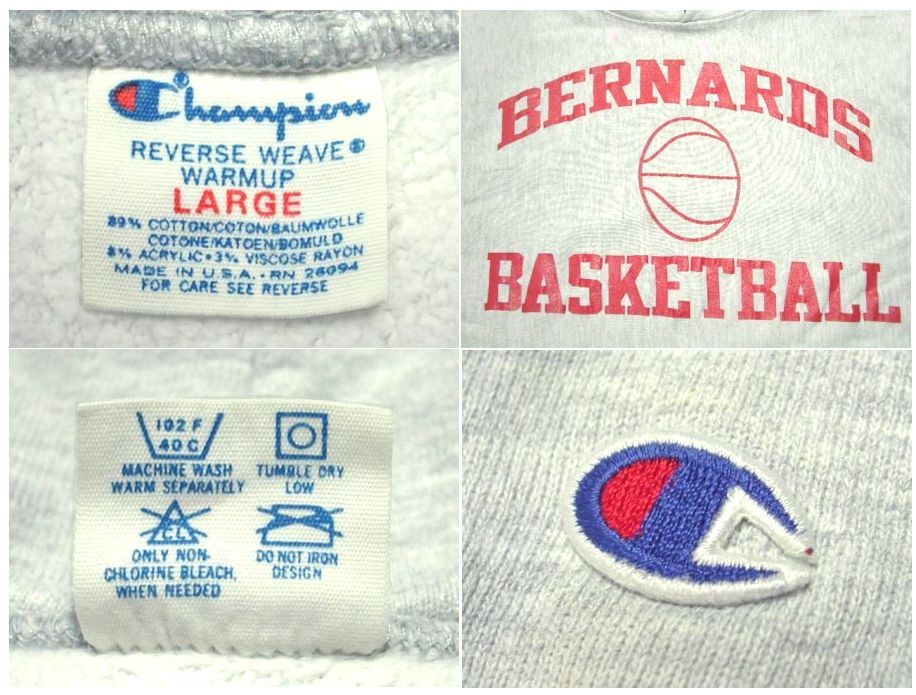 Champion®
REVERSE WEAVE®
WARMUP
LARGE
89% COTTON/COTON/BAUMWOLLE
COTONE/KATOEN/BOMULD
8% ACRYLIC • 3% VISCOSE RAYON
MADE IN U.S.A. - RN 26094
FOR CARE SEE REVERSE
BERNARDS
BASKETBALL
102 F
40 C
MACHINE WASH
WARM SEPARATELY
TUMBLE DRY
LOW
CL
ONLY NON-
CHLORINE BLEACH,
WHEN NEEDED
DO NOT IRON
DESIGN